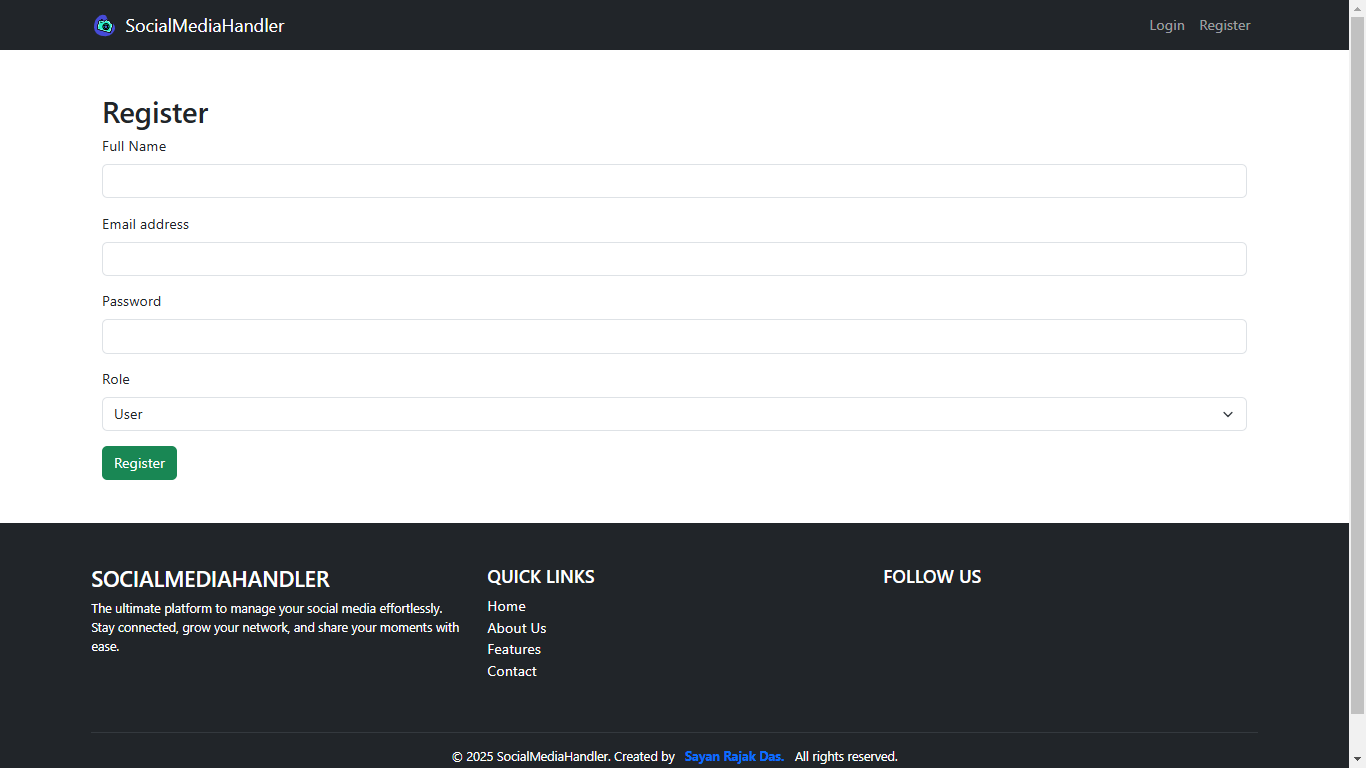 SocialMediaHandler
Login Register
Register
Full Name
Email address
Password
Role
User
Register
SOCIALMEDIAHANDLER
The ultimate platform to manage your social media effortlessly.
Stay connected, grow your network, and share your moments with
ease.
QUICK LINKS
Home
About Us
Features
Contact
FOLLOW US
© 2025 SocialMediaHandler. Created by Sayan Rajak Das. All rights reserved.